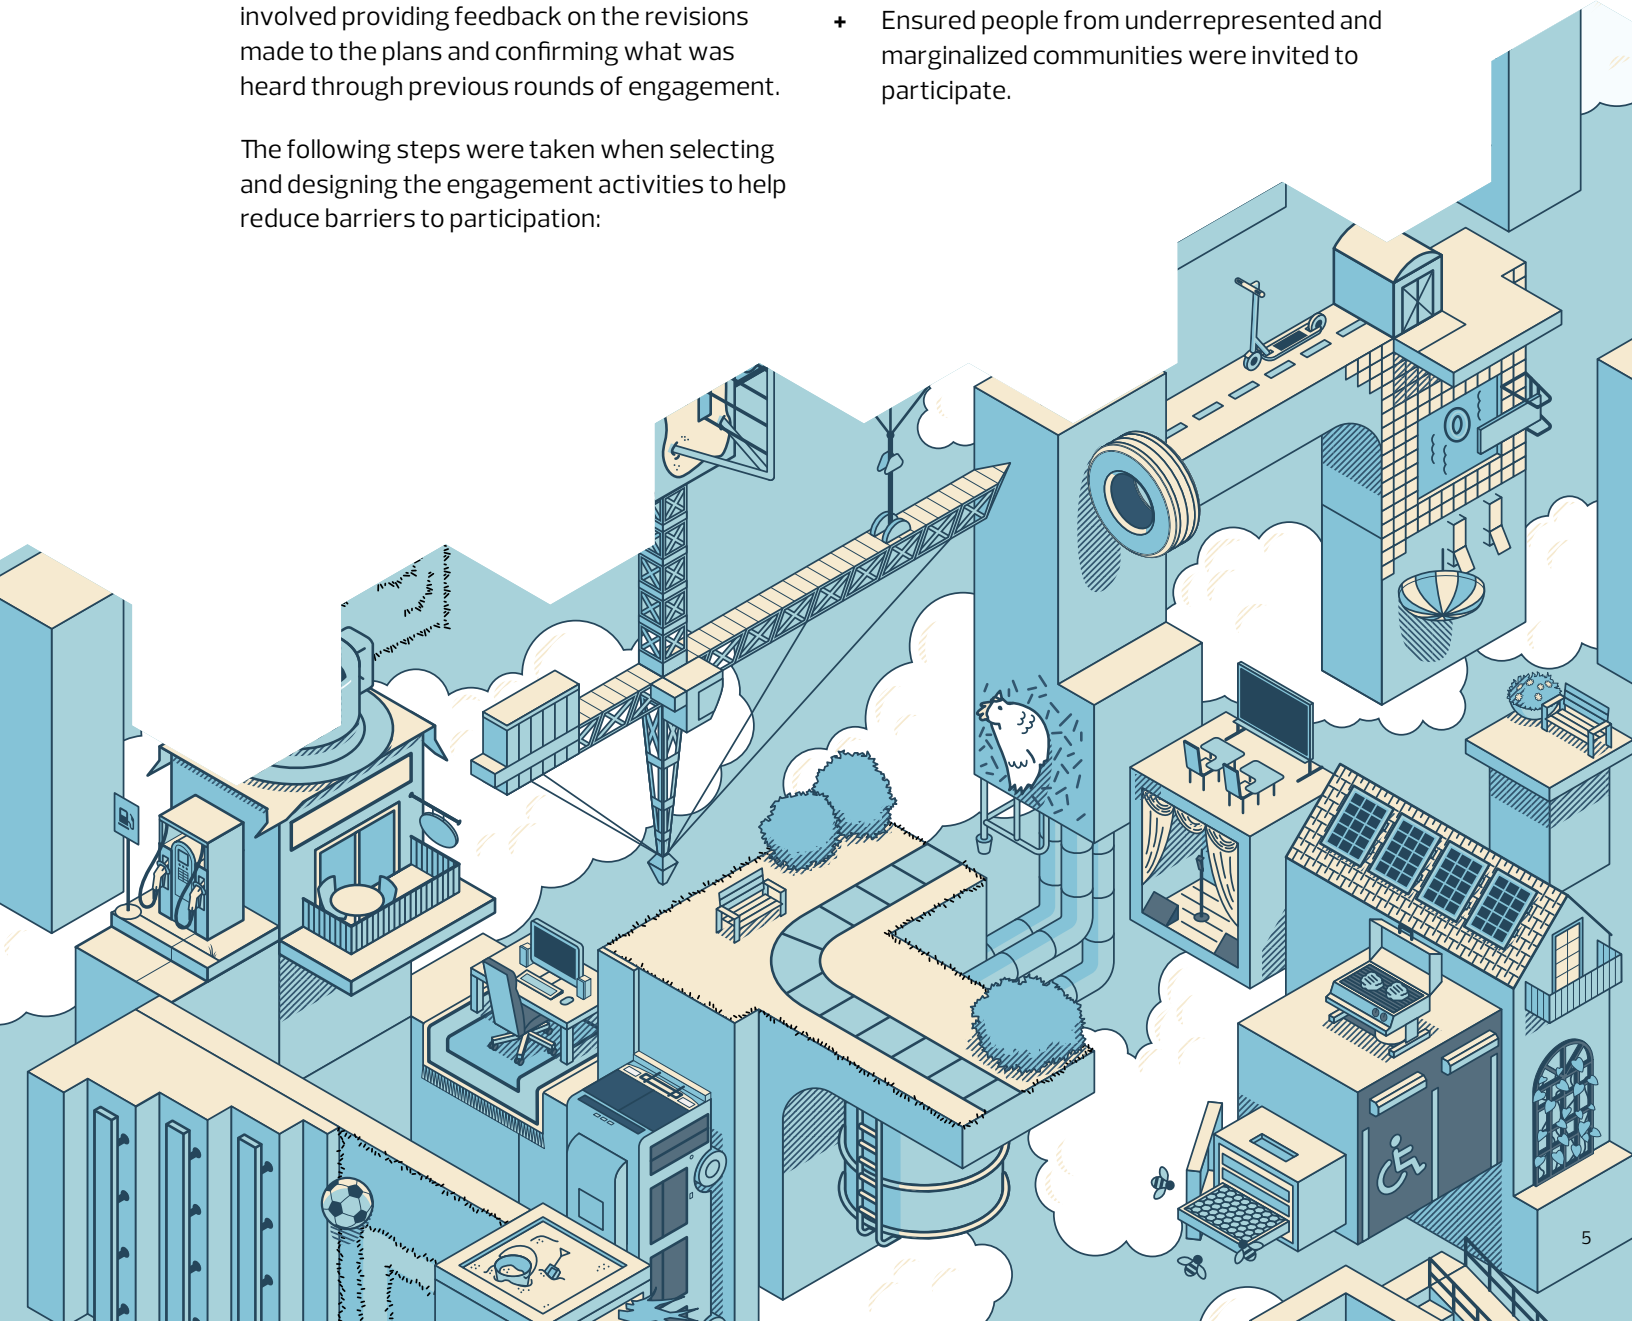 involved providing feedback on the revisions
made to the plans and confirming what was
heard through previous rounds of engagement.
The following steps were taken when selecting
and designing the engagement activities to help
reduce barriers to participation:
+ Ensured people from underrepresented and
marginalized communities were invited to
participate.
5